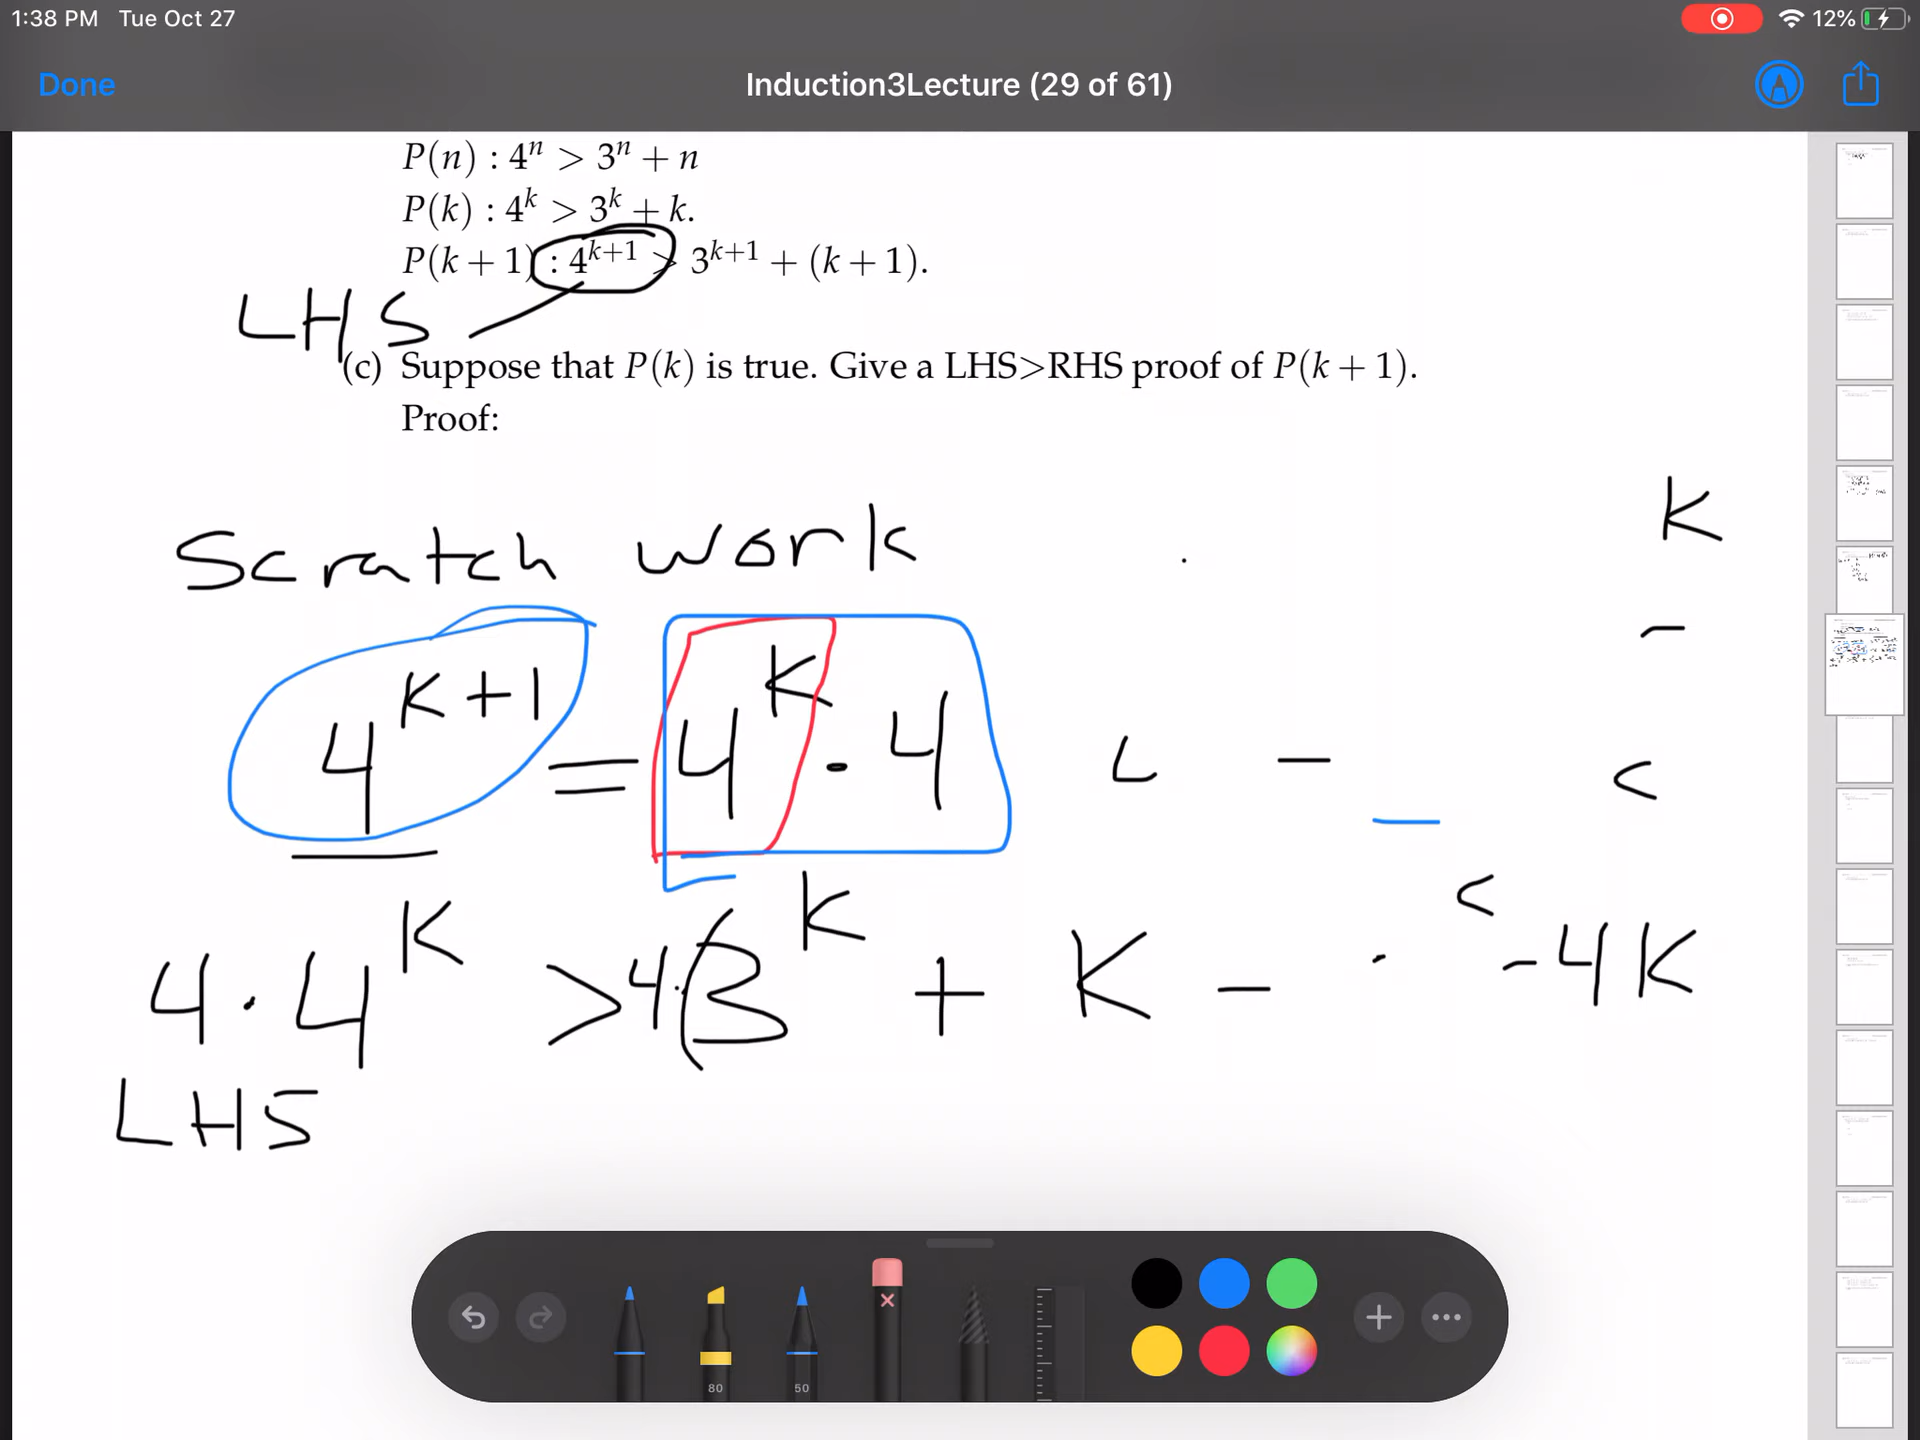 1:38 PM Tue Oct 27 12%
Done Induction3Lecture (29 of 61)
P(n) : 4ⁿ > 3ⁿ + n
P(k) : 4ᵏ > 3ᵏ + k.
P(k + 1) : 4ᵏ⁺¹ > 3ᵏ⁺¹ + (k + 1).
LHS
(c) Suppose that P(k) is true. Give a LHS>RHS proof of P(k + 1).
Proof:
K
Scratch work
4ᴷ⁺¹ = 4ᴷ · 4
4 · 4ᴷ > 4·(3ᴷ + K - · -4K
LHS
80 50